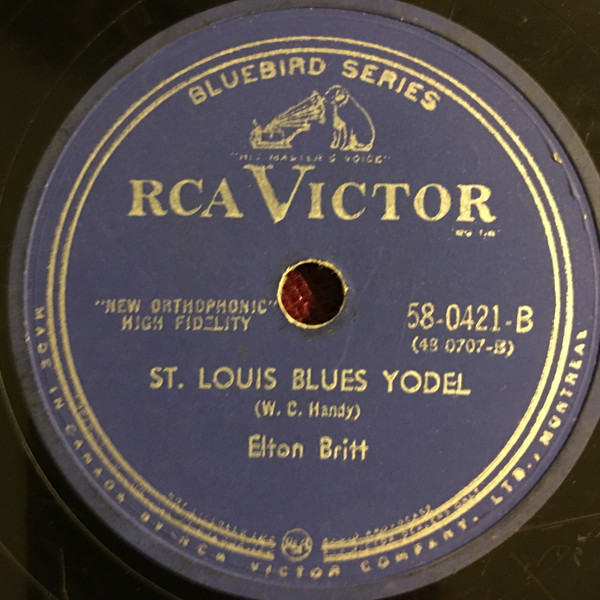 BLUEBIRD SERIES
"HIS MASTER'S VOICE"
RCA VICTOR
"NEW ORTHOPHONIC"
HIGH FIDELITY
58-0421-B
(48 0707-B)
ST. LOUIS BLUES YODEL
(W. C. Handy)
Elton Britt
RCA
MADE IN CANADA BY RCA VICTOR COMPANY, LTD., MONTREAL